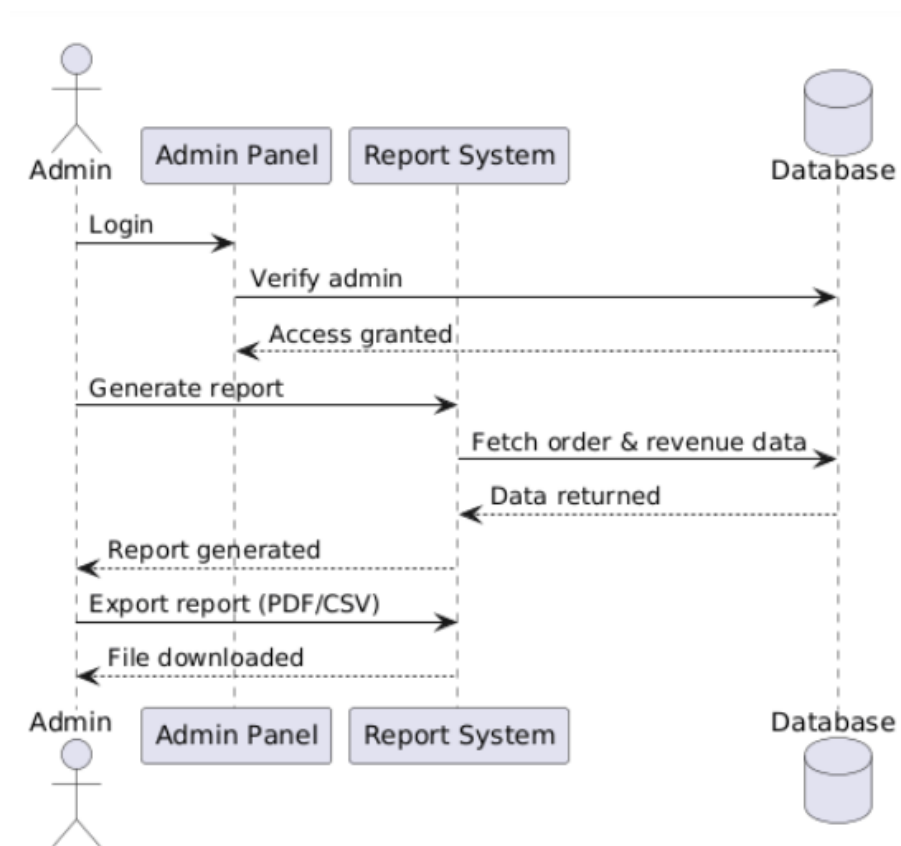 Admin
Admin Panel
Report System
Database
Login
Verify admin
Access granted
Generate report
Fetch order & revenue data
Data returned
Report generated
Export report (PDF/CSV)
File downloaded
Admin
Admin Panel
Report System
Database